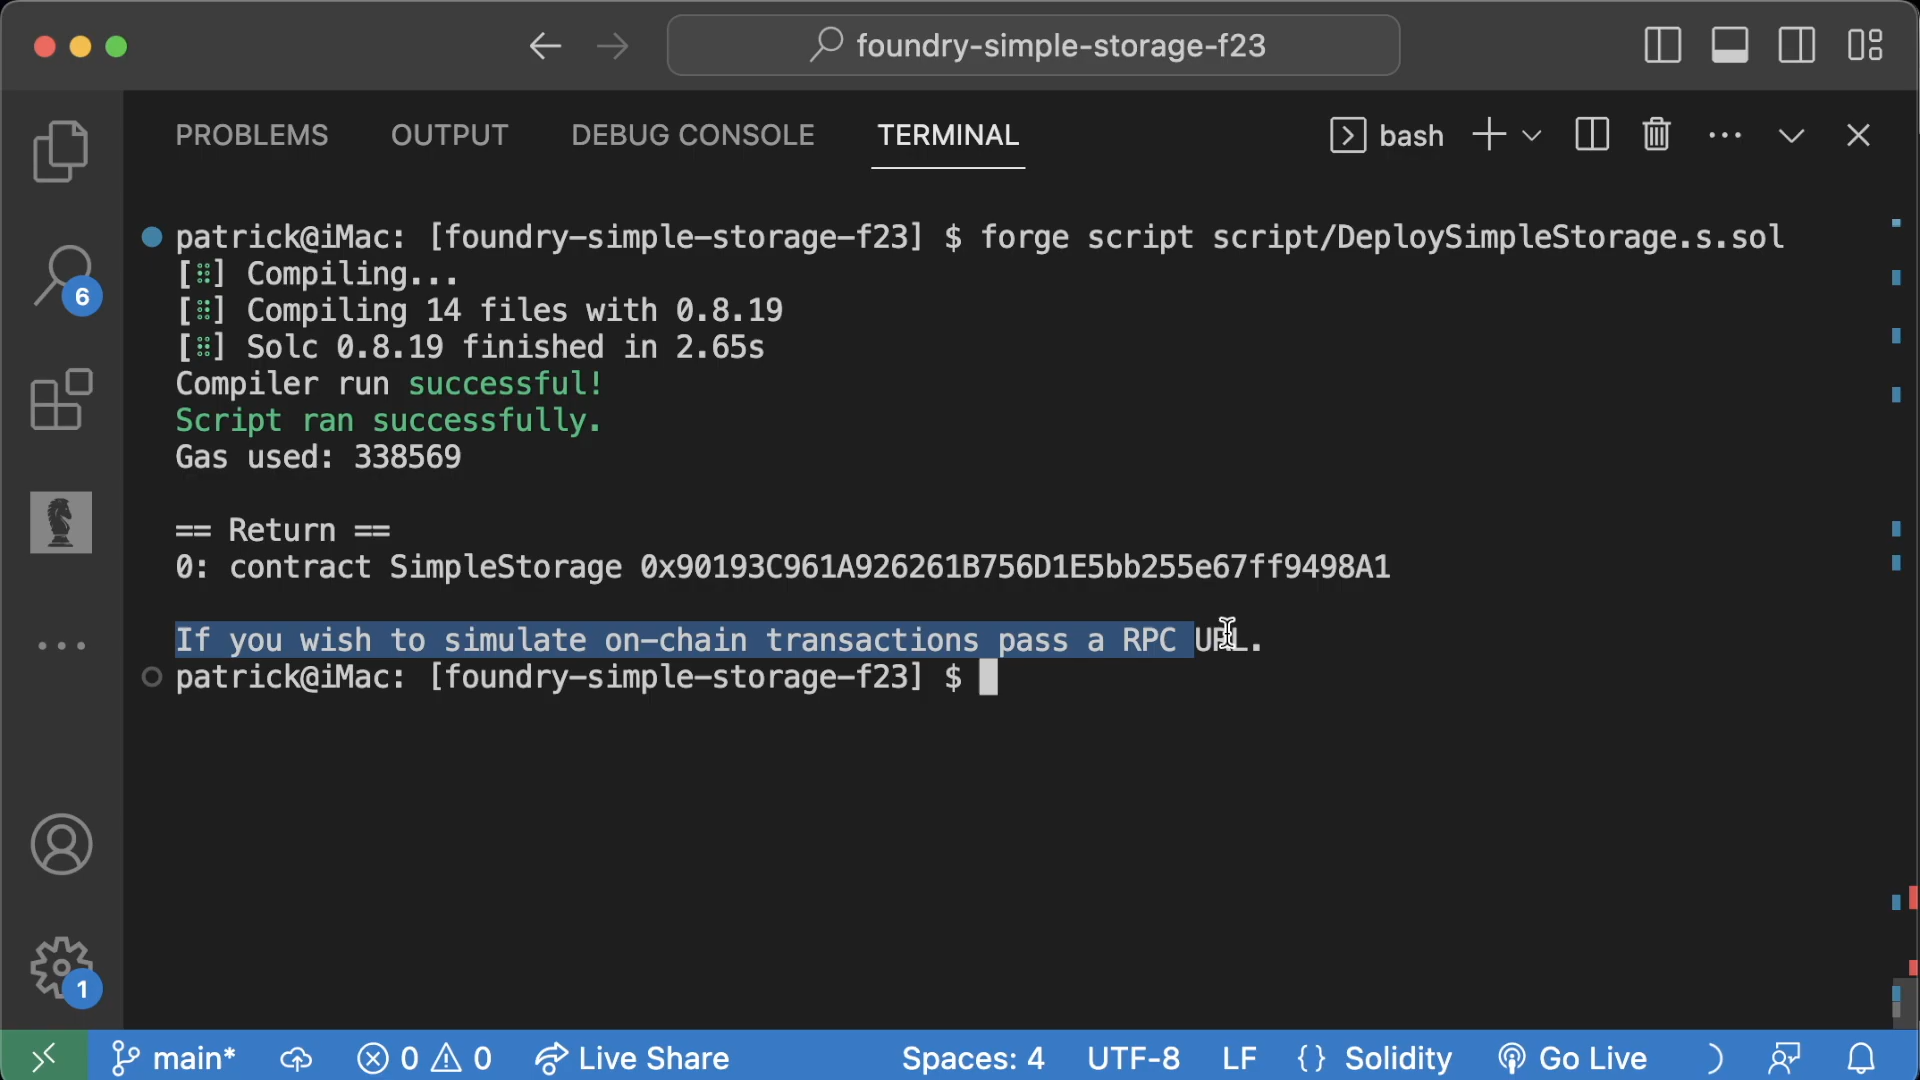 foundry-simple-storage-f23
PROBLEMS OUTPUT DEBUG CONSOLE TERMINAL bash
patrick@iMac: [foundry-simple-storage-f23] $ forge script script/DeploySimpleStorage.s.sol
[⠿] Compiling...
[⠿] Compiling 14 files with 0.8.19
[⠿] Solc 0.8.19 finished in 2.65s
Compiler run successful!
Script ran successfully.
Gas used: 338569
== Return ==
0: contract SimpleStorage 0x90193C961A926261B756D1E5bb255e67ff9498A1
If you wish to simulate on-chain transactions pass a RPC URL.
patrick@iMac: [foundry-simple-storage-f23] $
6
1
main* 0 0 Live Share Spaces: 4 UTF-8 LF {} Solidity Go Live